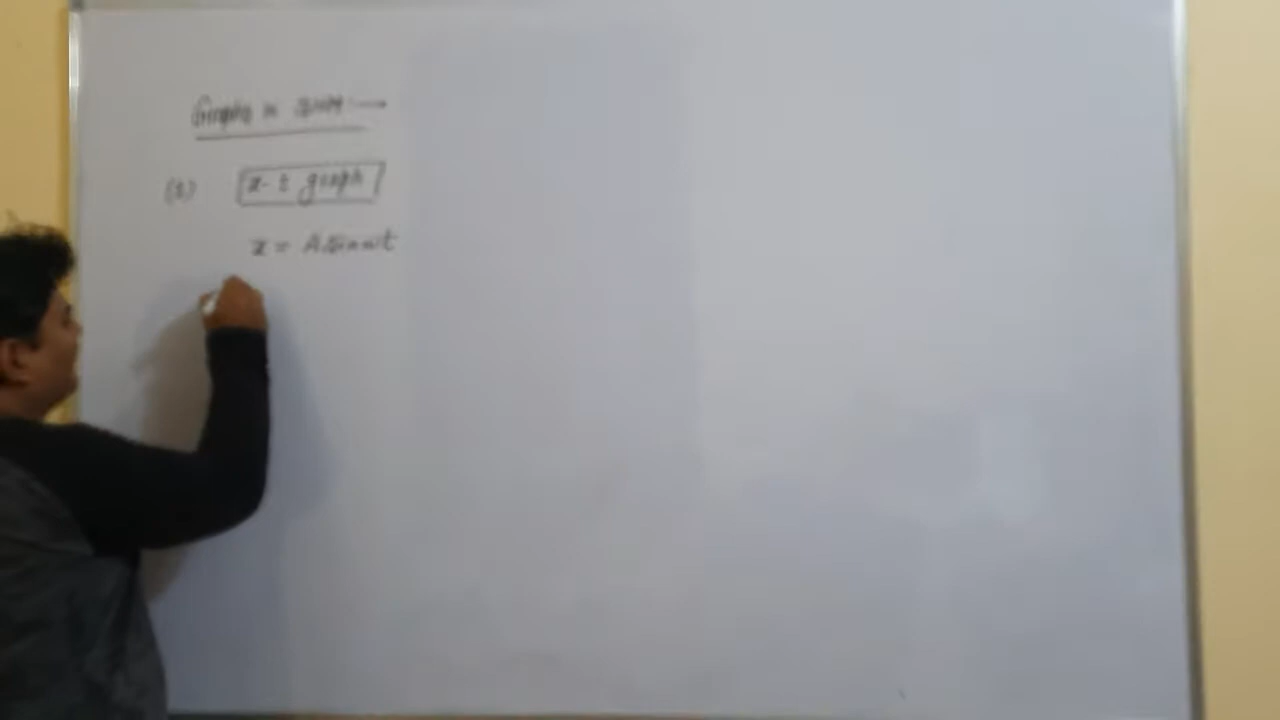 Graphs in SHM :→
(1) x-t graph
x = A sin ωt